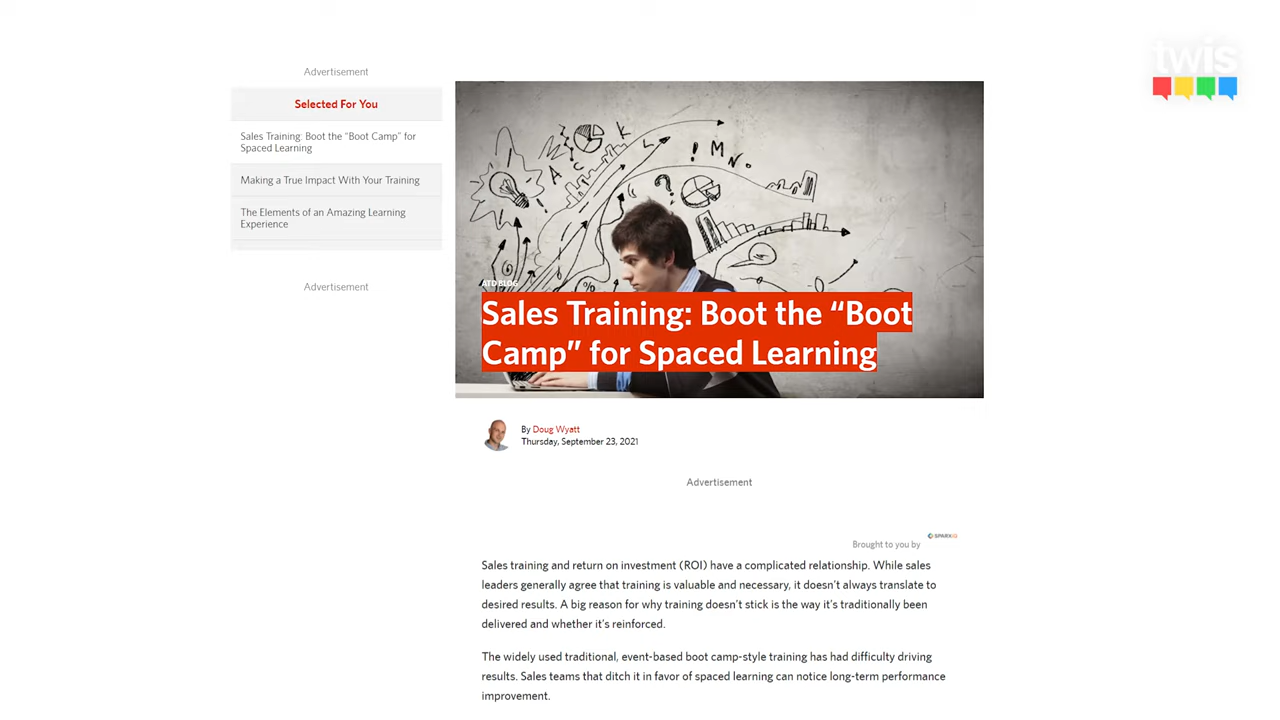 twis
Advertisement
Selected For You
Sales Training: Boot the “Boot Camp” for
Spaced Learning
Making a True Impact With Your Training
The Elements of an Amazing Learning
Experience
Advertisement
ATD BLOG
Sales Training: Boot the “Boot
Camp” for Spaced Learning
By Doug Wyatt
Thursday, September 23, 2021
Advertisement
Brought to you by
SPARXiQ
Sales training and return on investment (ROI) have a complicated relationship. While sales
leaders generally agree that training is valuable and necessary, it doesn’t always translate to
desired results. A big reason for why training doesn’t stick is the way it’s traditionally been
delivered and whether it’s reinforced.
The widely used traditional, event-based boot camp-style training has had difficulty driving
results. Sales teams that ditch it in favor of spaced learning can notice long-term performance
improvement.